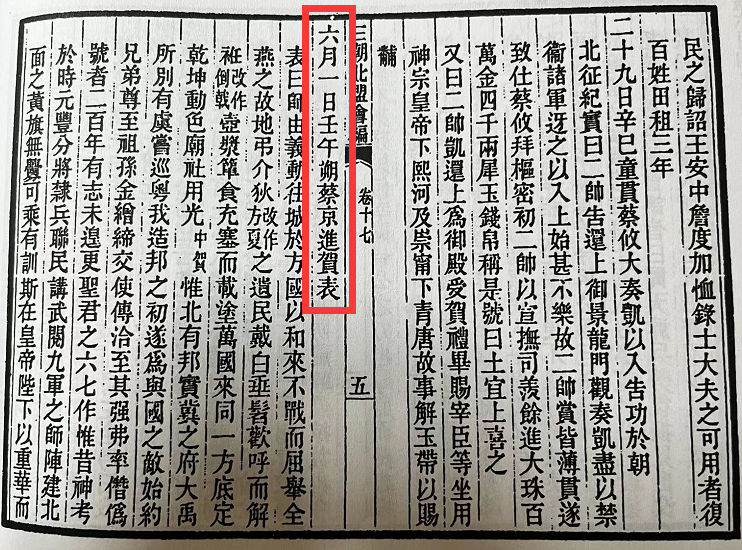 民之歸詔王安中詹度加恤錄士大夫之可用者復
百姓田租三年
二十九日辛巳童貫蔡攸大奏凱以入告功於朝
北征紀實曰二帥告還上御景龍門觀奏凱盡以禁
衞諸軍迓之以入上始甚不樂故二帥賞皆薄貫遂
致仕蔡攸拜樞密初二帥以宣撫司羨餘進大珠百
萬金四千兩犀玉錢帛稱是號曰土宜上喜之
又曰二帥凱還上爲御殿受賀禮畢賜宰臣等坐用
神宗皇帝下熙河及崇甯下青唐故事解玉帶以賜
黼
三朝北盟會編 卷十七 五
六月一日壬午朔蔡京進賀表
表曰師由義動往城於方國以和來不戰而屈舉全
燕之故地弔介狄改作方夏之遺民戴白垂髫歡呼而解
衽改作倒戟壺漿簞食充塞而載塗萬國來同一方底定
乾坤動色廟社用光中賀惟北有邦實冀之府大禹
所別有虞嘗巡粵我造邦之初遂爲與國之敵始約
兄弟尊至祖孫金繒締交使傳洽至其强弗率僭僞
號者二百年有志未遑更聖君之六七作惟昔神考
於時元豐分將隸兵聯民講武閱九軍之師陣建北
面之黃旗無釁可乘有訓斯在皇帝陛下以重華而